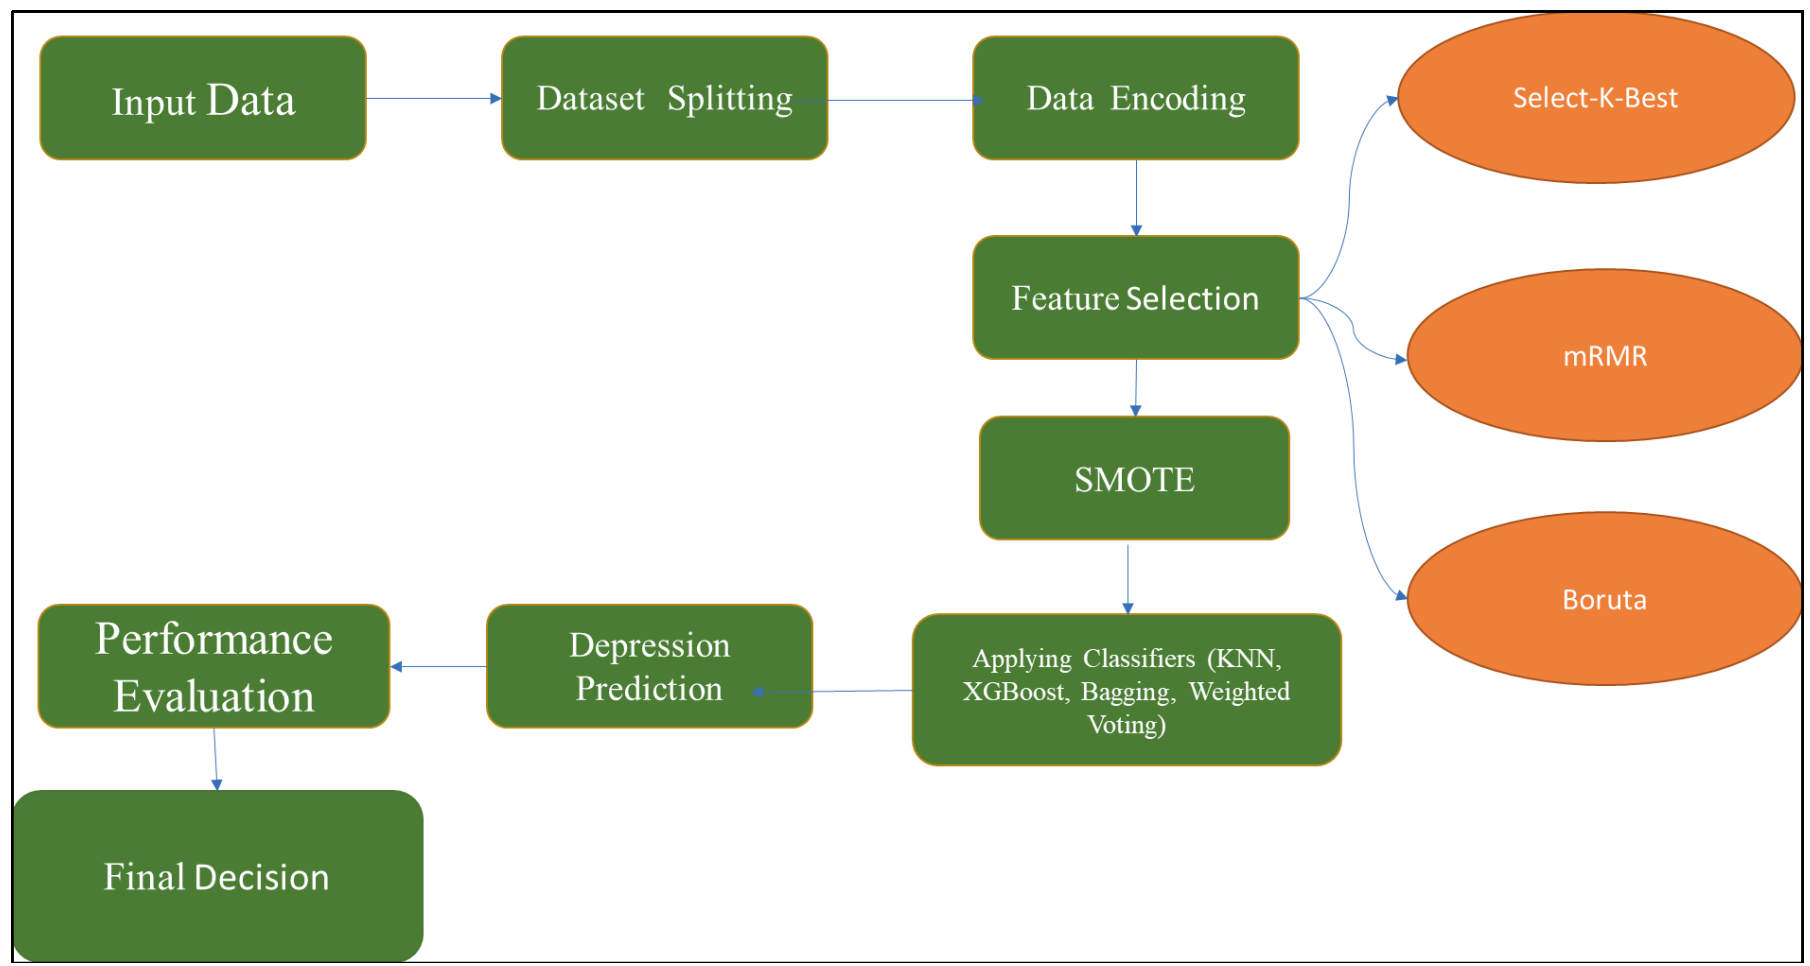 Input Data
Dataset Splitting
Data Encoding
Select-K-Best
Feature Selection
mRMR
SMOTE
Boruta
Applying Classifiers (KNN,
XGBoost, Bagging, Weighted
Voting)
Depression
Prediction
Performance
Evaluation
Final Decision